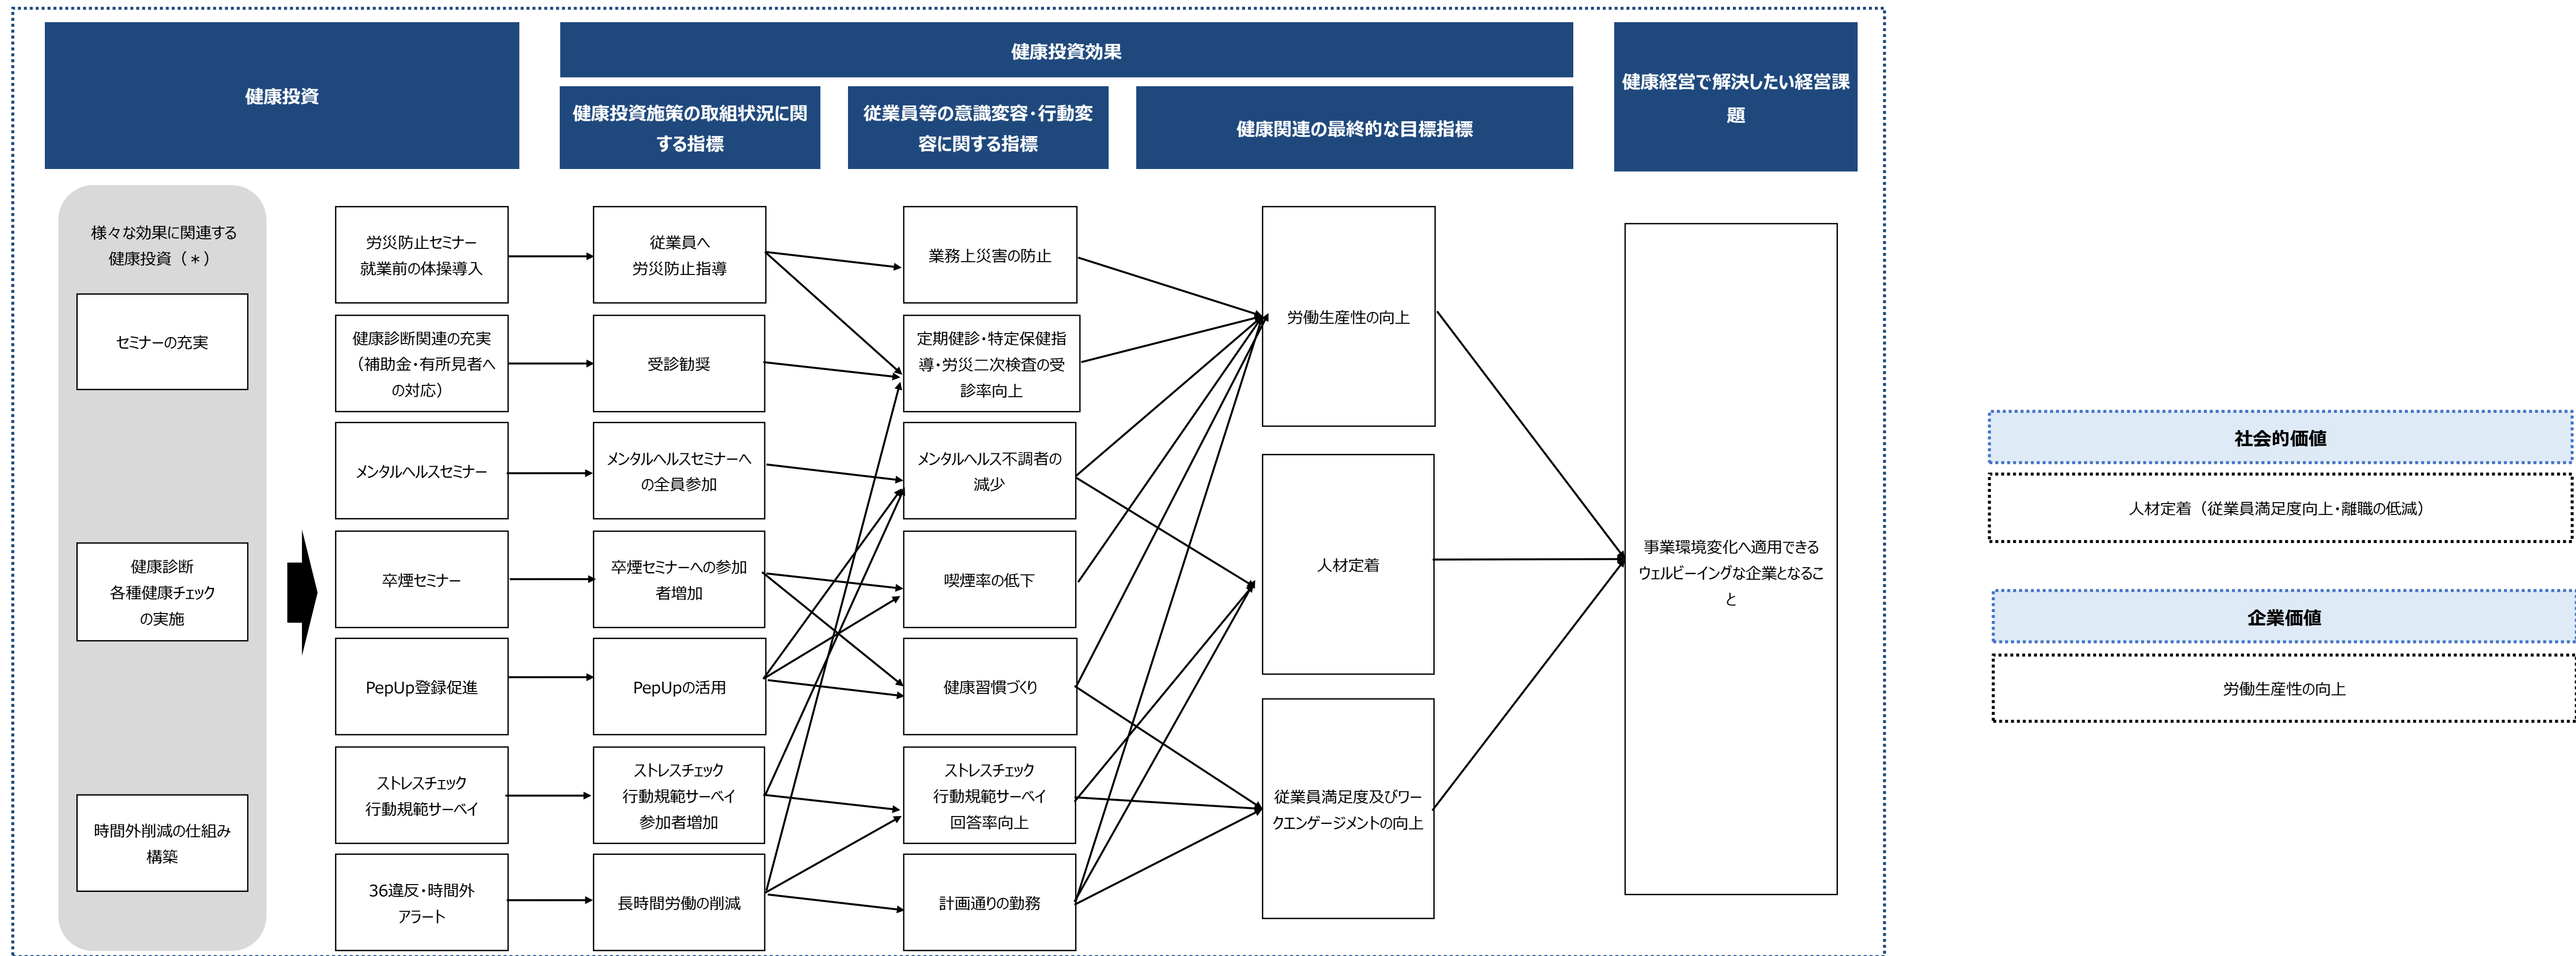 健康投資
健康投資効果
健康投資施策の取組状況に関
する指標
従業員等の意識変容・行動変
容に関する指標
健康関連の最終的な目標指標
健康経営で解決したい経営課
題
様々な効果に関連する
健康投資（＊）
セミナーの充実
健康診断
各種健康チェック
の実施
時間外削減の仕組み
構築
労災防止セミナー
就業前の体操導入
健康診断関連の充実
（補助金・有所見者へ
の対応）
メンタルヘルスセミナー
卒煙セミナー
PepUp登録促進
ストレスチェック
行動規範サーベイ
36違反・時間外
アラート
従業員へ
労災防止指導
受診勧奨
メンタルヘルスセミナーへ
の全員参加
卒煙セミナーへの参加
者増加
PepUpの活用
ストレスチェック
行動規範サーベイ
参加者増加
長時間労働の削減
業務上災害の防止
定期健診・特定保健指
導・労災二次検査の受
診率向上
メンタルヘルス不調者の
減少
喫煙率の低下
健康習慣づくり
ストレスチェック
行動規範サーベイ
回答率向上
計画通りの勤務
労働生産性の向上
人材定着
従業員満足度及びワー
クエンゲージメントの向上
事業環境変化へ適用できる
ウェルビーイングな企業となるこ
と
社会的価値
人材定着（従業員満足度向上・離職の低減）
企業価値
労働生産性の向上